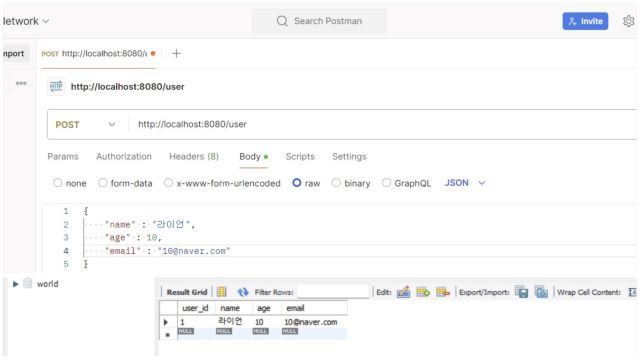 Network
Search Postman
Invite
Import
POST http://localhost:8080/u
http://localhost:8080/user
POST http://localhost:8080/user
Params Authorization Headers (8) Body Scripts Settings
none form-data x-www-form-urlencoded raw binary GraphQL JSON
1 {
2 "name" : "라이언",
3 "age" : 10,
4 "email" : "10@naver.com"
5 }
world
Result Grid Filter Rows: Edit: Export/Import: Wrap Cell Content:
user_id name age email
1 라이언 10 10@naver.com
NULL NULL NULL NULL